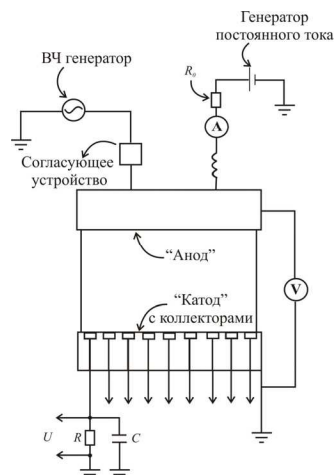 Генератор
постоянного тока
ВЧ генератор
R₀
A
Согласующее
устройство
“Анод”
V
“Катод”
с коллекторами
U
R
C